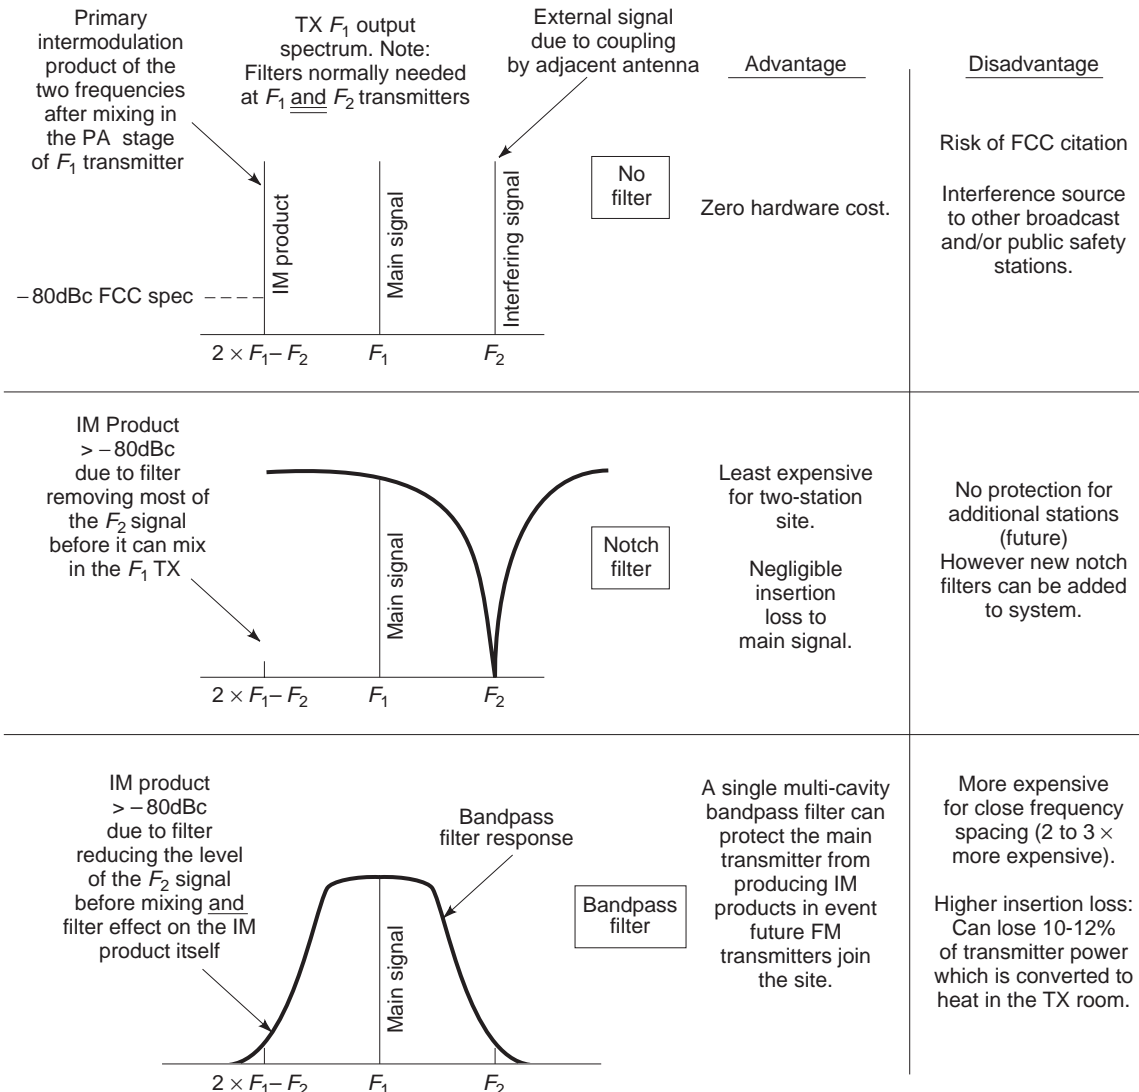 Primary
intermodulation
product of the
two frequencies
after mixing in
the PA stage
of F1 transmitter
TX F1 output
spectrum. Note:
Filters normally needed
at F1 and F2 transmitters
External signal
due to coupling
by adjacent antenna
Advantage
Disadvantage
–80dBc FCC spec
IM product
Main signal
Interfering signal
2 × F1– F2
F1
F2
No
filter
Zero hardware cost.
Risk of FCC citation
Interference source
to other broadcast
and/or public safety
stations.
IM Product
> –80dBc
due to filter
removing most of
the F2 signal
before it can mix
in the F1 TX
Main signal
2 × F1– F2
F1
F2
Notch
filter
Least expensive
for two-station
site.
Negligible
insertion
loss to
main signal.
No protection for
additional stations
(future)
However new notch
filters can be added
to system.
IM product
> –80dBc
due to filter
reducing the level
of the F2 signal
before mixing and
filter effect on the IM
product itself
Bandpass
filter response
Main signal
2 × F1– F2
F1
F2
Bandpass
filter
A single multi-cavity
bandpass filter can
protect the main
transmitter from
producing IM
products in event
future FM
transmitters join
the site.
More expensive
for close frequency
spacing (2 to 3 ×
more expensive).
Higher insertion loss:
Can lose 10-12%
of transmitter power
which is converted to
heat in the TX room.